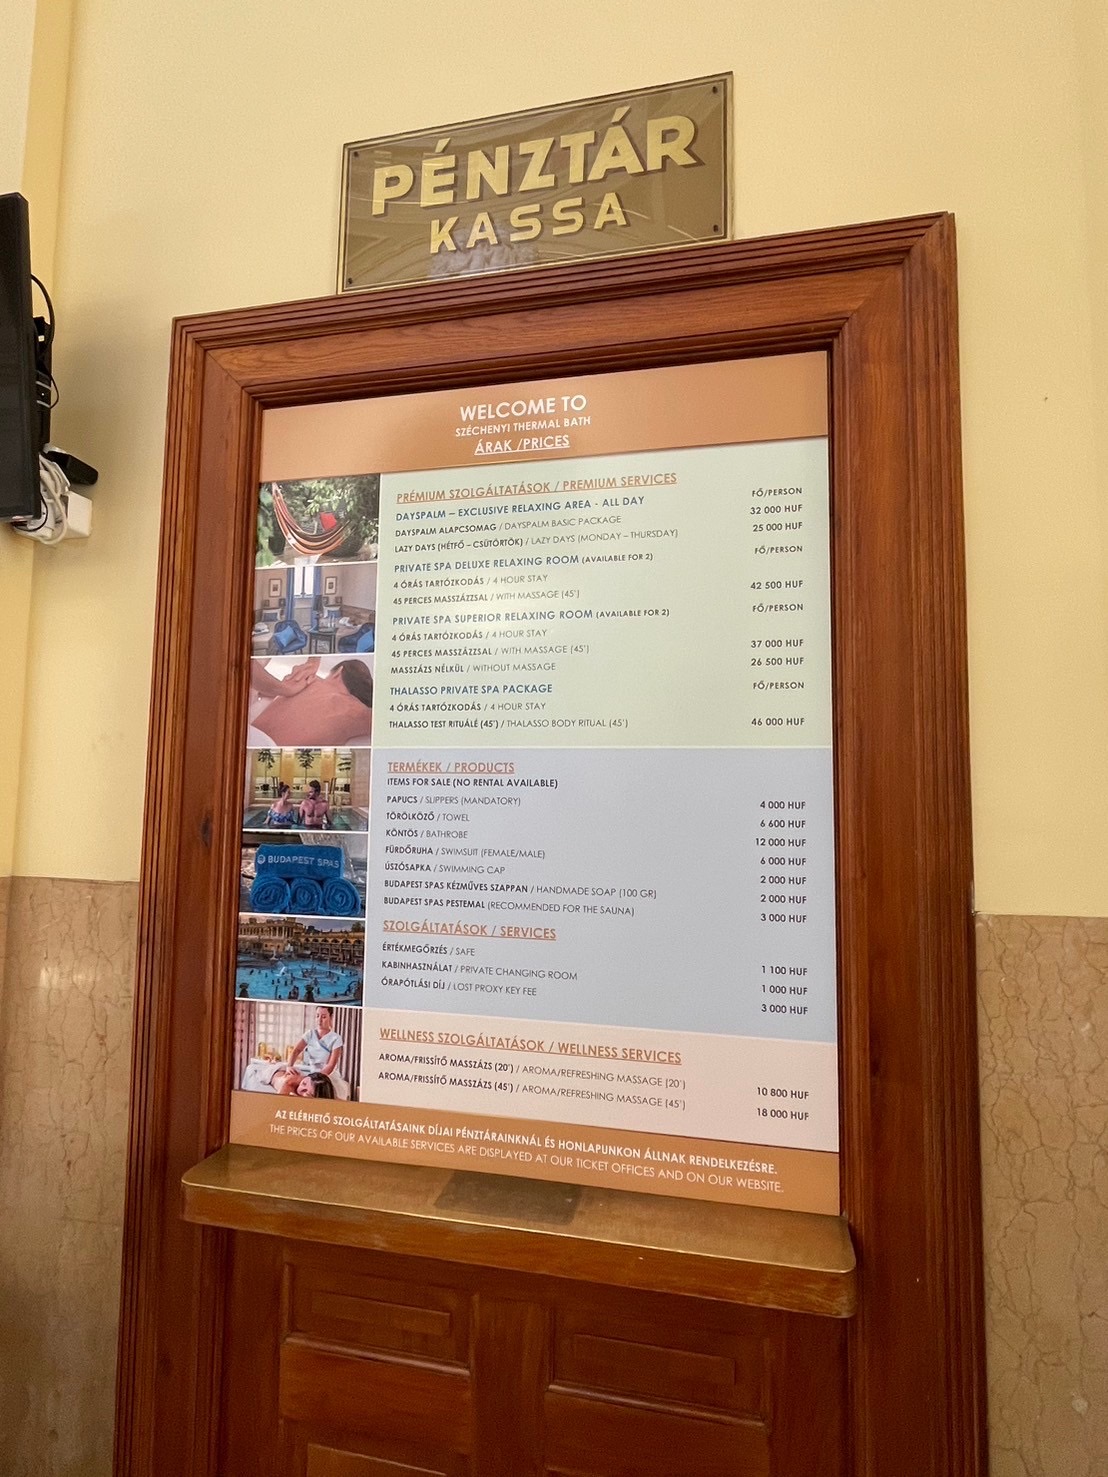 PÉNZTÁR
KASSA
WELCOME TO
SZÉCHENYI THERMAL BATH
ÁRAK /PRICES
PRÉMIUM SZOLGÁLTATÁSOK / PREMIUM SERVICES
DAYSPALM – EXCLUSIVE RELAXING AREA - ALL DAY FŐ/PERSON
DAYSPALM ALAPCSOMAG / DAYSPALM BASIC PACKAGE 32 000 HUF
LAZY DAYS (HÉTFŐ – CSÜTÖRTÖK) / LAZY DAYS (MONDAY – THURSDAY) 25 000 HUF
PRIVATE SPA DELUXE RELAXING ROOM (AVAILABLE FOR 2) FŐ/PERSON
4 ÓRÁS TARTÓZKODÁS / 4 HOUR STAY
45 PERCES MASSZÁZZSAL / WITH MASSAGE (45') 42 500 HUF
PRIVATE SPA SUPERIOR RELAXING ROOM (AVAILABLE FOR 2) FŐ/PERSON
4 ÓRÁS TARTÓZKODÁS / 4 HOUR STAY
45 PERCES MASSZÁZZSAL / WITH MASSAGE (45') 37 000 HUF
MASSZÁZS NÉLKÜL / WITHOUT MASSAGE 26 500 HUF
THALASSO PRIVATE SPA PACKAGE FŐ/PERSON
4 ÓRÁS TARTÓZKODÁS / 4 HOUR STAY
THALASSO TEST RITUÁLÉ (45') / THALASSO BODY RITUAL (45') 46 000 HUF
TERMÉKEK / PRODUCTS
ITEMS FOR SALE (NO RENTAL AVAILABLE)
PAPUCS / SLIPPERS (MANDATORY) 4 000 HUF
TÖRÖLKÖZŐ / TOWEL 6 600 HUF
KÖNTÖS / BATHROBE 12 000 HUF
FÜRDŐRUHA / SWIMSUIT (FEMALE/MALE) 6 000 HUF
ÚSZÓSAPKA / SWIMMING CAP 2 000 HUF
BUDAPEST SPAS KÉZMŰVES SZAPPAN / HANDMADE SOAP (100 GR) 2 000 HUF
BUDAPEST SPAS PESTEMAL (RECOMMENDED FOR THE SAUNA) 3 000 HUF
BUDAPEST SPAS
SZOLGÁLTATÁSOK / SERVICES
ÉRTÉKMEGŐRZÉS / SAFE 1 100 HUF
KABINHASZNÁLAT / PRIVATE CHANGING ROOM 1 000 HUF
ÓRAPÓTLÁSI DÍJ / LOST PROXY KEY FEE 3 000 HUF
WELLNESS SZOLGÁLTATÁSOK / WELLNESS SERVICES
AROMA/FRISSÍTŐ MASSZÁZS (20') / AROMA/REFRESHING MASSAGE (20') 10 800 HUF
AROMA/FRISSÍTŐ MASSZÁZS (45') / AROMA/REFRESHING MASSAGE (45') 18 000 HUF
AZ ELÉRHETŐ SZOLGÁLTATÁSAINK DÍJAI PÉNZTÁRAINKNÁL ÉS HONLAPUNKON ÁLLNAK RENDELKEZÉSRE.
THE PRICES OF OUR AVAILABLE SERVICES ARE DISPLAYED AT OUR TICKET OFFICES AND ON OUR WEBSITE.